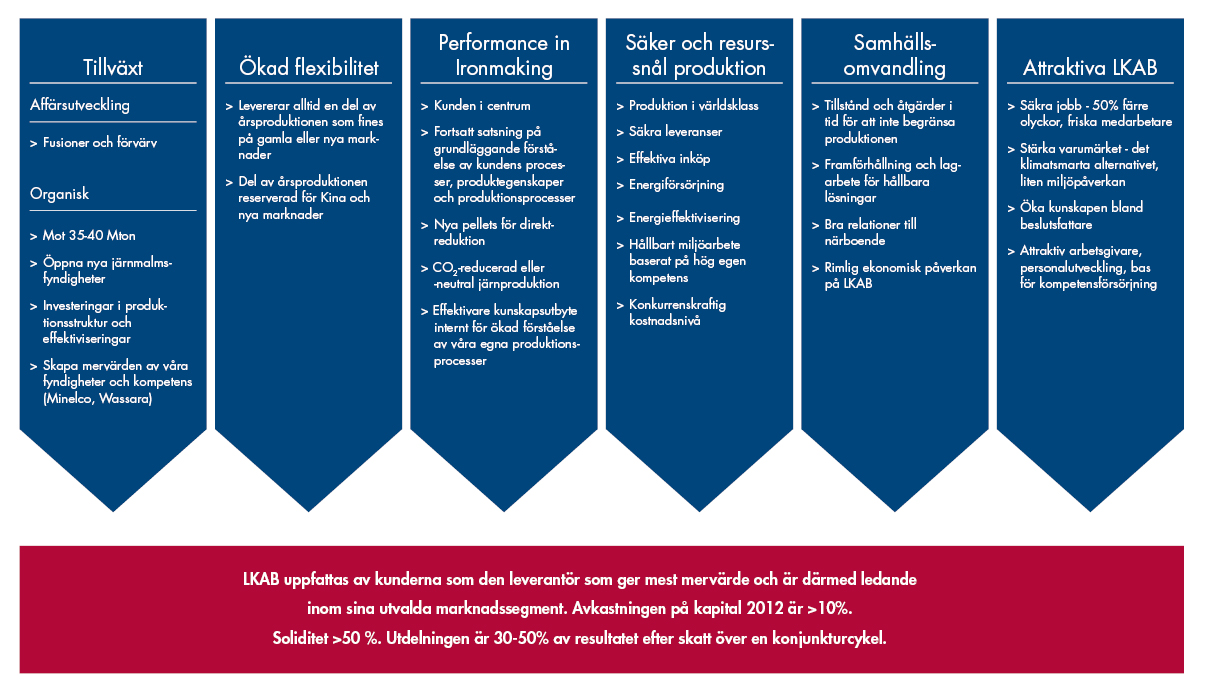 Tillväxt
Affärsutveckling
> Fusioner och förvärv
Organisk
> Mot 35-40 Mton
> Öppna nya järnmalms-
fyndigheter
> Investeringar i produk-
tionsstruktur och
effektiviseringar
> Skapa mervärden av våra
fyndigheter och kompetens
(Minelco, Wassara)
Ökad flexibilitet
> Levererar alltid en del av
årsproduktionen som fines
på gamla eller nya mark-
nader
> Del av årsproduktionen
reserverad för Kina och
nya marknader
Performance in
Ironmaking
> Kunden i centrum
> Fortsatt satsning på
grundläggande förstå-
else av kundens proces-
ser, produktegenskaper
och produktionsprocesser
> Nya pellets för direkt-
reduktion
> CO₂-reducerad eller
-neutral järnproduktion
> Effektivare kunskapsutbyte
internt för ökad förståelse
av våra egna produktions-
processer
Säker och resurs-
snål produktion
> Produktion i världsklass
> Säkra leveranser
> Effektiva inköp
> Energiförsörjning
> Energieffektivisering
> Hållbart miljöarbete
baserat på hög egen
kompetens
> Konkurrenskraftig
kostnadsnivå
Samhälls-
omvandling
> Tillstånd och åtgärder i
tid för att inte begränsa
produktionen
> Framförhållning och lag-
arbete för hållbara
lösningar
> Bra relationer till
närboende
> Rimlig ekonomisk påverkan
på LKAB
Attraktiva LKAB
> Säkra jobb - 50% färre
olyckor, friska medarbetare
> Stärka varumärket - det
klimatsmarta alternativet,
liten miljöpåverkan
> Öka kunskapen bland
beslutsfattare
> Attraktiv arbetsgivare,
personalutveckling, bas
för kompetensförsörjning
LKAB uppfattas av kunderna som den leverantör som ger mest mervärde och är därmed ledande
inom sina utvalda marknadssegment. Avkastningen på kapital 2012 är >10%.
Soliditet >50 %. Utdelningen är 30-50% av resultatet efter skatt över en konjunkturcykel.